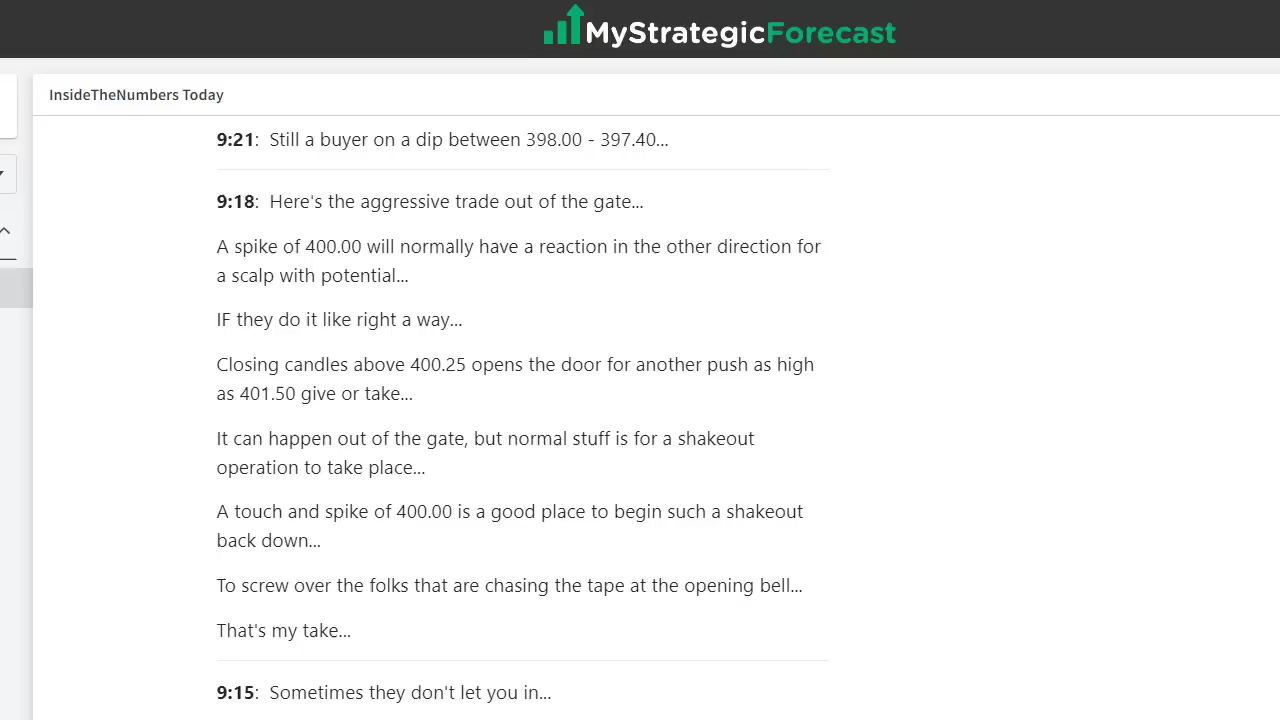 MyStrategicForecast
InsideTheNumbers Today
9:21:  Still a buyer on a dip between 398.00 - 397.40...
9:18:  Here's the aggressive trade out of the gate...
A spike of 400.00 will normally have a reaction in the other direction for
a scalp with potential...
IF they do it like right a way...
Closing candles above 400.25 opens the door for another push as high
as 401.50 give or take...
It can happen out of the gate, but normal stuff is for a shakeout
operation to take place...
A touch and spike of 400.00 is a good place to begin such a shakeout
back down...
To screw over the folks that are chasing the tape at the opening bell...
That's my take...
9:15:  Sometimes they don't let you in...